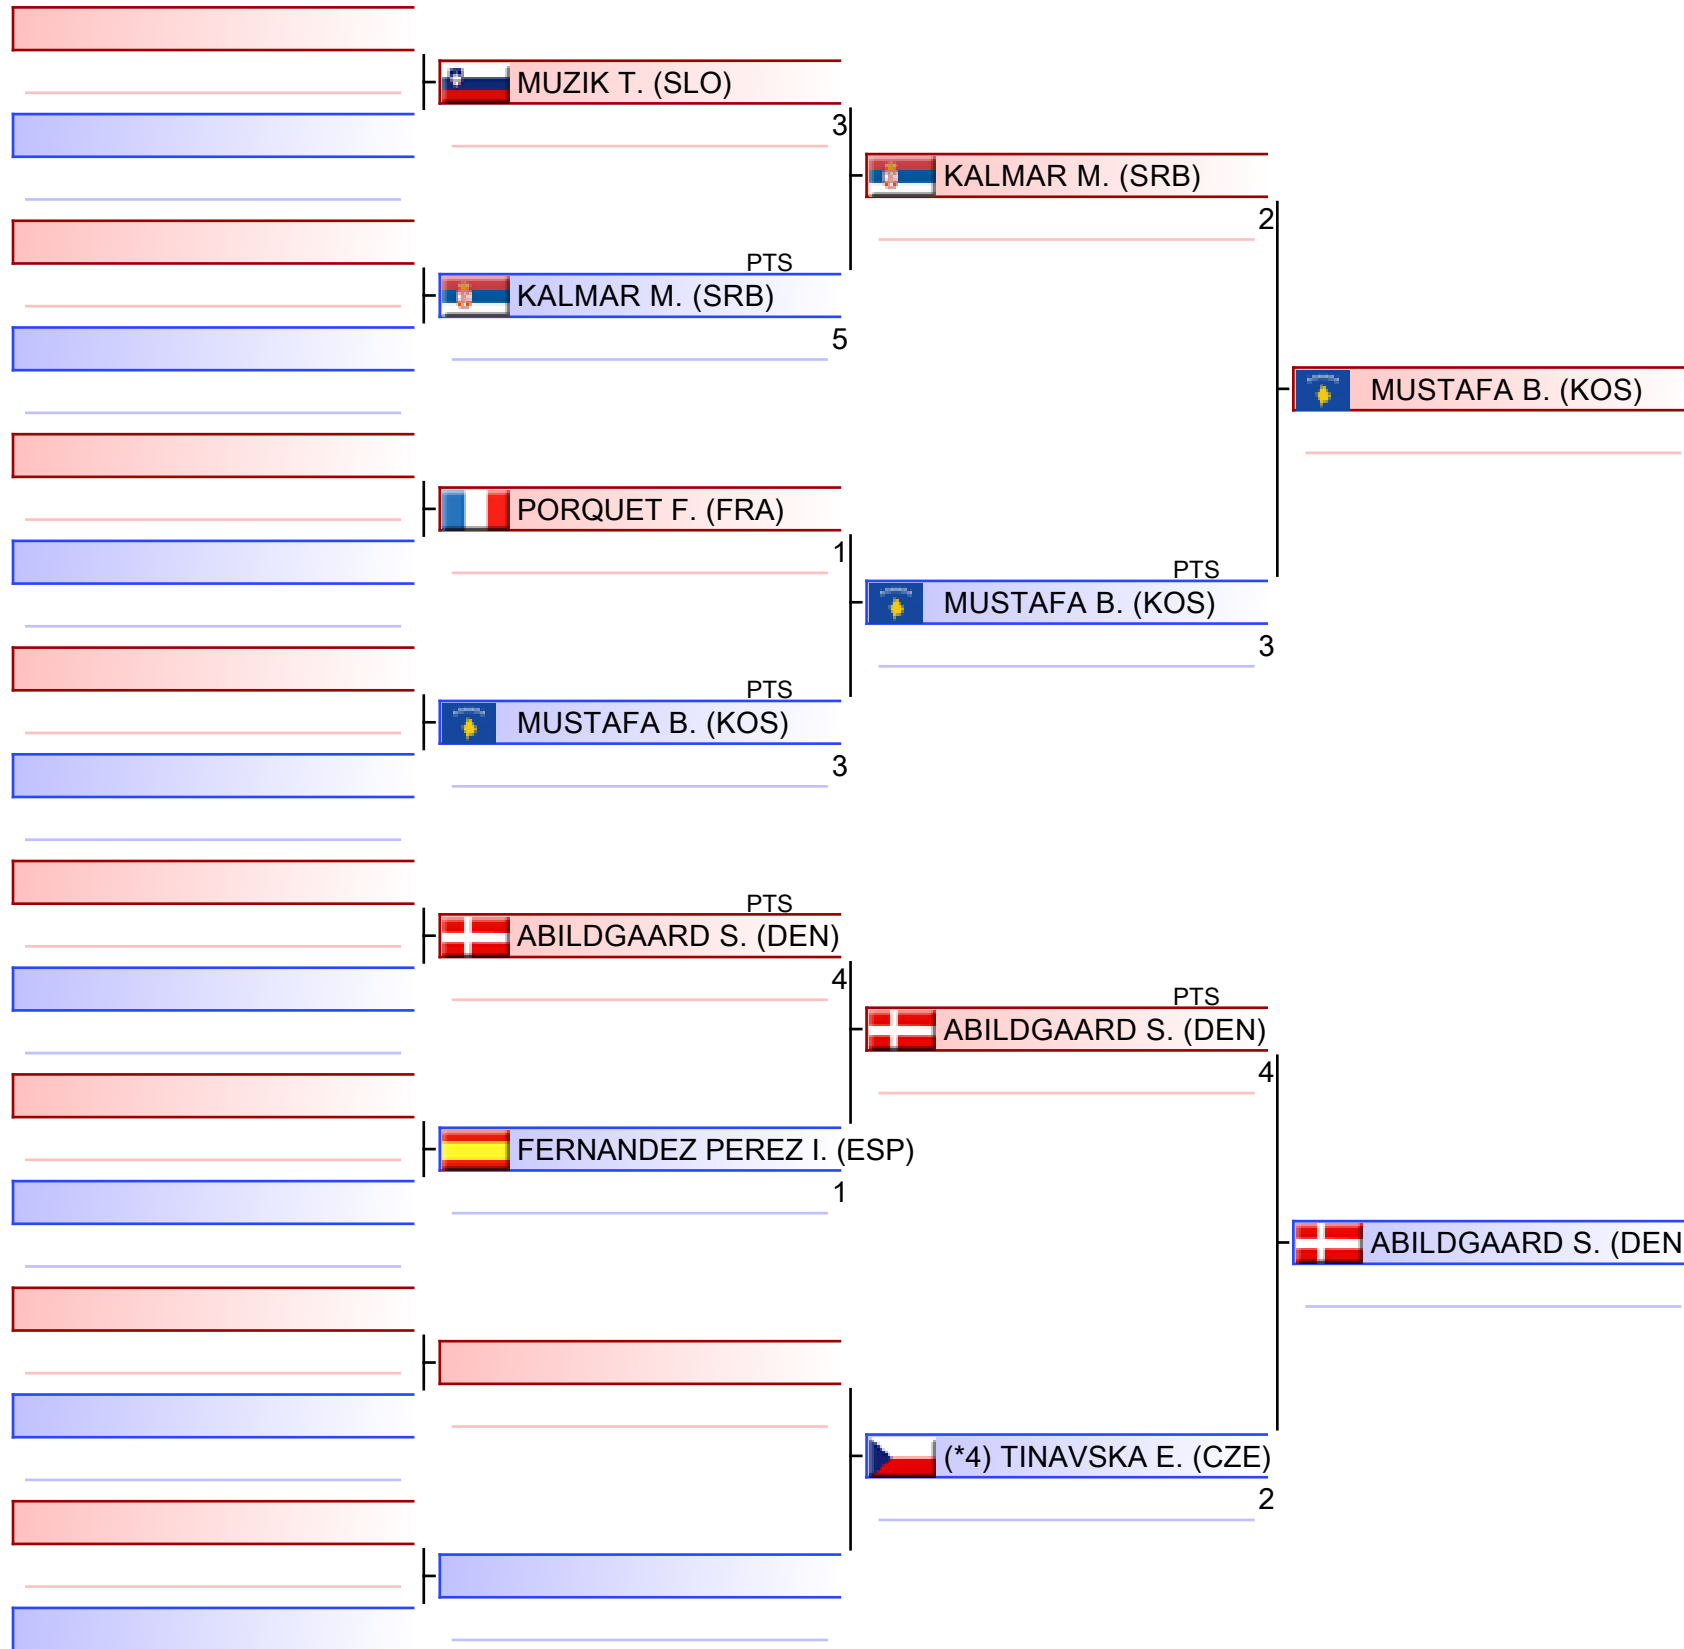 MUZIK T. (SLO)
3
KALMAR M. (SRB)
2
PTS
KALMAR M. (SRB)
5
MUSTAFA B. (KOS)
PORQUET F. (FRA)
1
PTS
MUSTAFA B. (KOS)
3
PTS
MUSTAFA B. (KOS)
3
PTS
ABILDGAARD S. (DEN)
4
PTS
ABILDGAARD S. (DEN)
4
FERNANDEZ PEREZ I. (ESP)
1
ABILDGAARD S. (DEN
(*4) TINAVSKA E. (CZE)
2